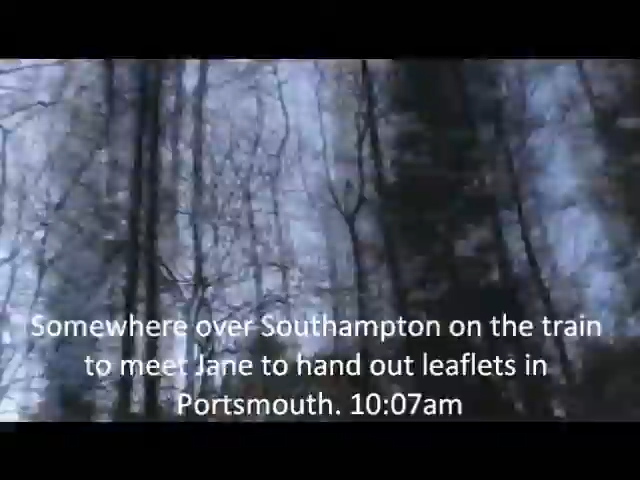 Somewhere over Southampton on the train
to meet Jane to hand out leaflets in
Portsmouth. 10:07am